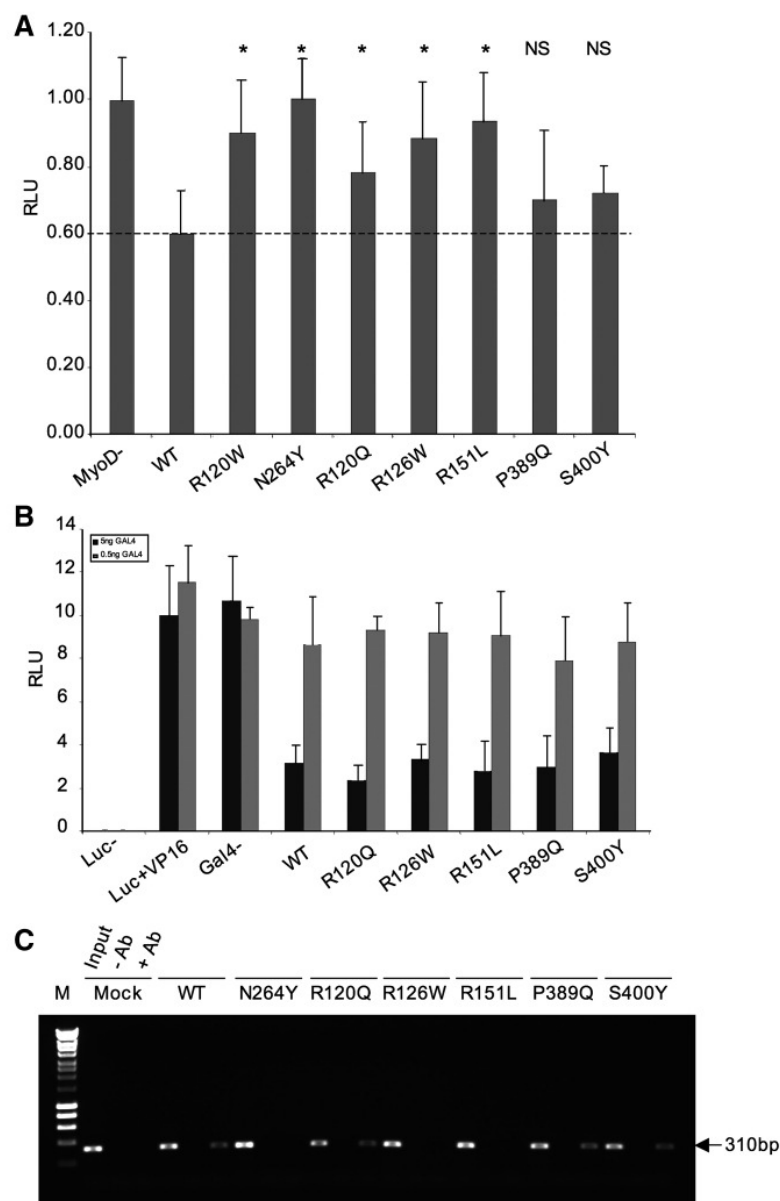 A
1.20
1.00
0.80
0.60
0.40
0.20
0.00
RLU
* * * * * NS NS
MyoD- WT R120W N264Y R120Q R126W R151L P389Q S400Y
B
14
12
10
8
6
4
2
0
RLU
5ng GAL4
0.5ng GAL4
Luc- Luc+VP16 Gal4- WT R120Q R126W R151L P389Q S400Y
C
Input
- Ab
+ Ab
M Mock WT N264Y R120Q R126W R151L P389Q S400Y
310bp